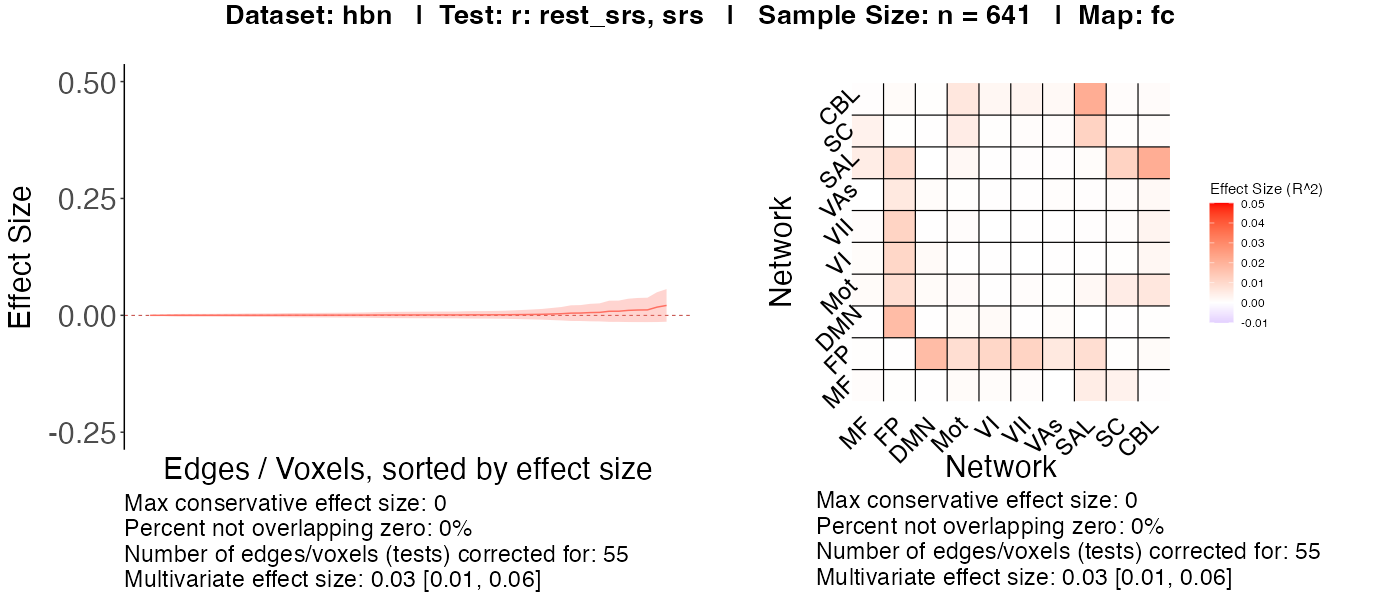 Dataset: hbn | Test: r: rest_srs, srs | Sample Size: n = 641 | Map: fc
Effect Size
0.50
0.25
0.00
-0.25
Edges / Voxels, sorted by effect size
Max conservative effect size: 0
Percent not overlapping zero: 0%
Number of edges/voxels (tests) corrected for: 55
Multivariate effect size: 0.03 [0.01, 0.06]
Network
CBL
SC
SAL
VAs
VII
VI
Mot
DMN
FP
MF
MF
FP
DMN
Mot
VI
VII
VAs
SAL
SC
CBL
Network
Effect Size (R^2)
0.05
0.04
0.03
0.02
0.01
0.00
-0.01
Max conservative effect size: 0
Percent not overlapping zero: 0%
Number of edges/voxels (tests) corrected for: 55
Multivariate effect size: 0.03 [0.01, 0.06]